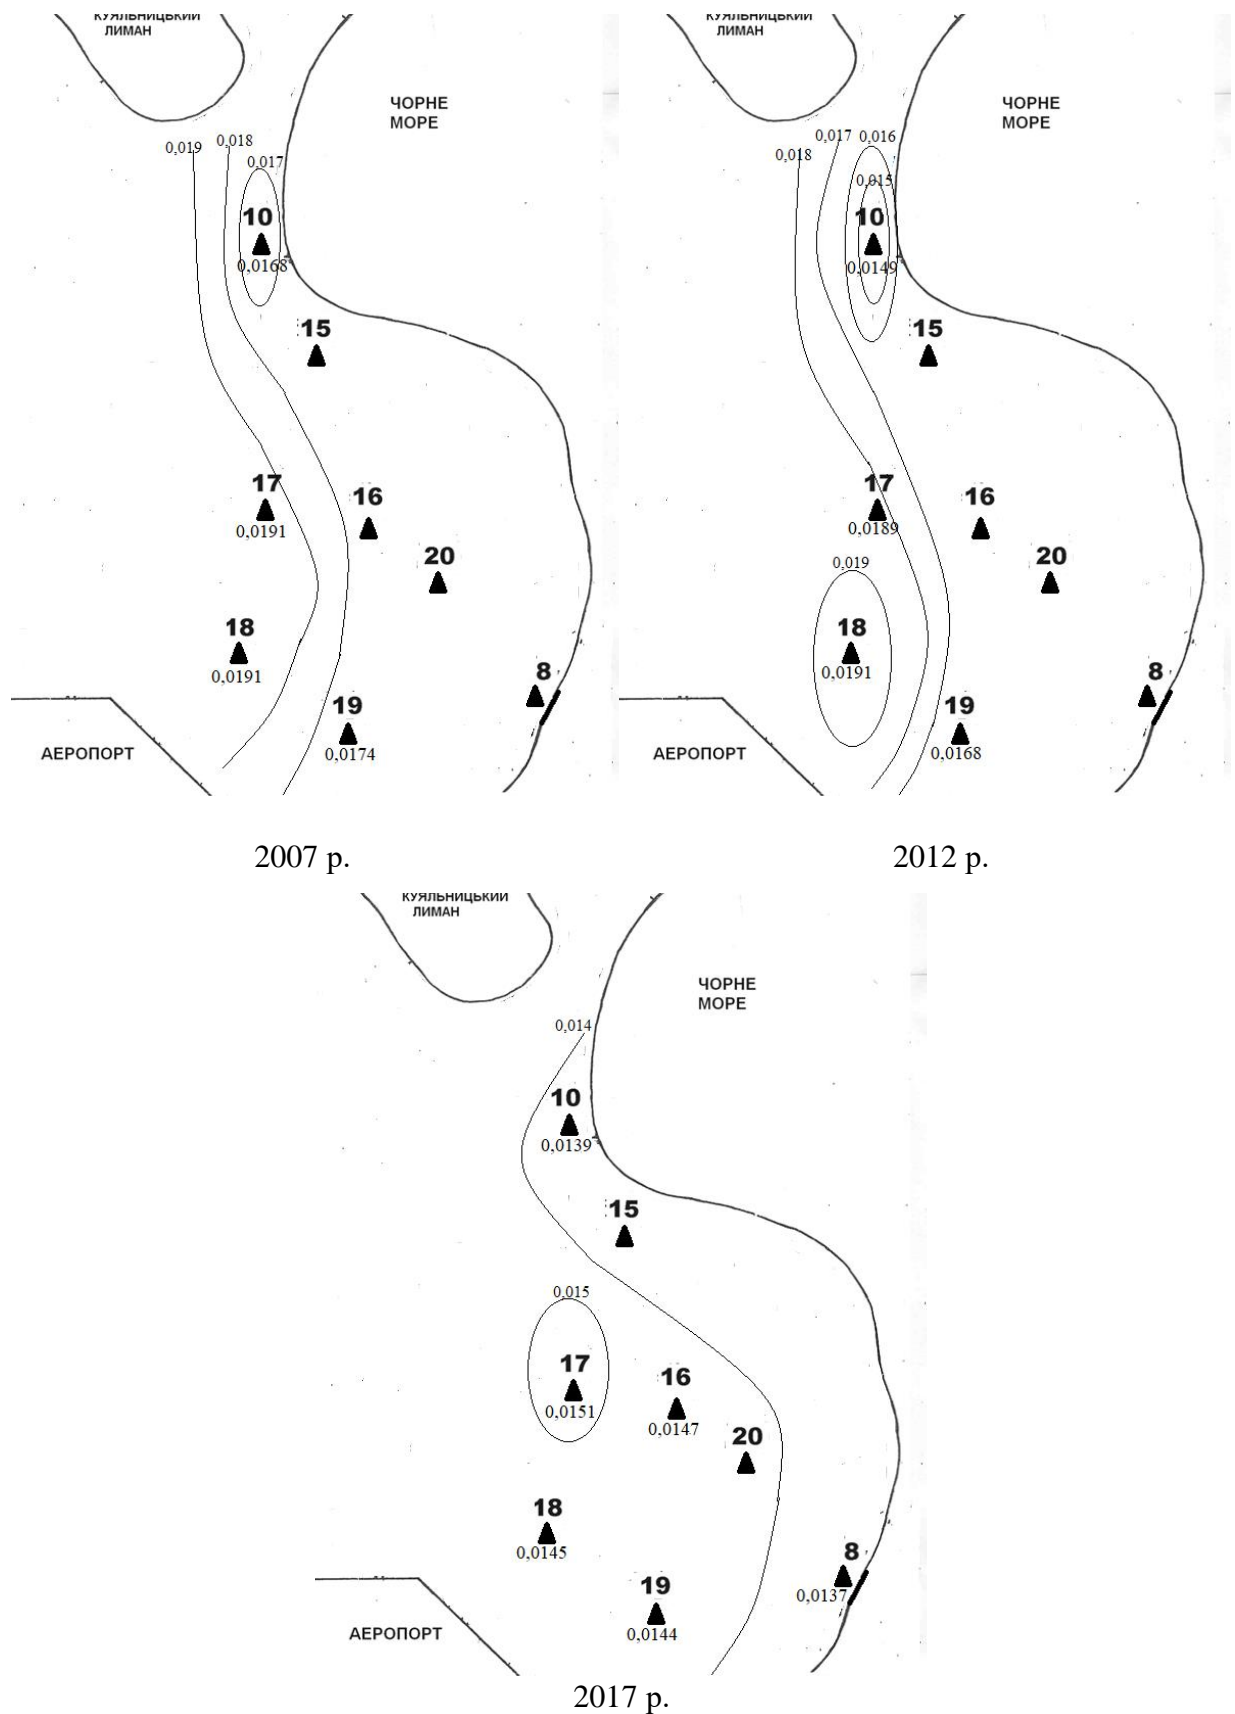 КУЯЛЬНИЦЬКИЙ
ЛИМАН
ЧОРНЕ
МОРЕ
0,019
0,018
0,017
10
0,0168
15
17
0,0191
16
20
18
0,0191
8
19
0,0174
АЕРОПОРТ
2007 р.
КУЯЛЬНИЦЬКИЙ
ЛИМАН
ЧОРНЕ
МОРЕ
0,018
0,017
0,016
0,015
10
0,0149
15
17
0,0189
16
20
0,019
18
0,0191
8
19
0,0168
АЕРОПОРТ
2012 р.
КУЯЛЬНИЦЬКИЙ
ЛИМАН
ЧОРНЕ
МОРЕ
0,014
10
0,0139
15
0,015
17
0,0151
16
0,0147
20
18
0,0145
8
0,0137
19
0,0144
АЕРОПОРТ
2017 р.